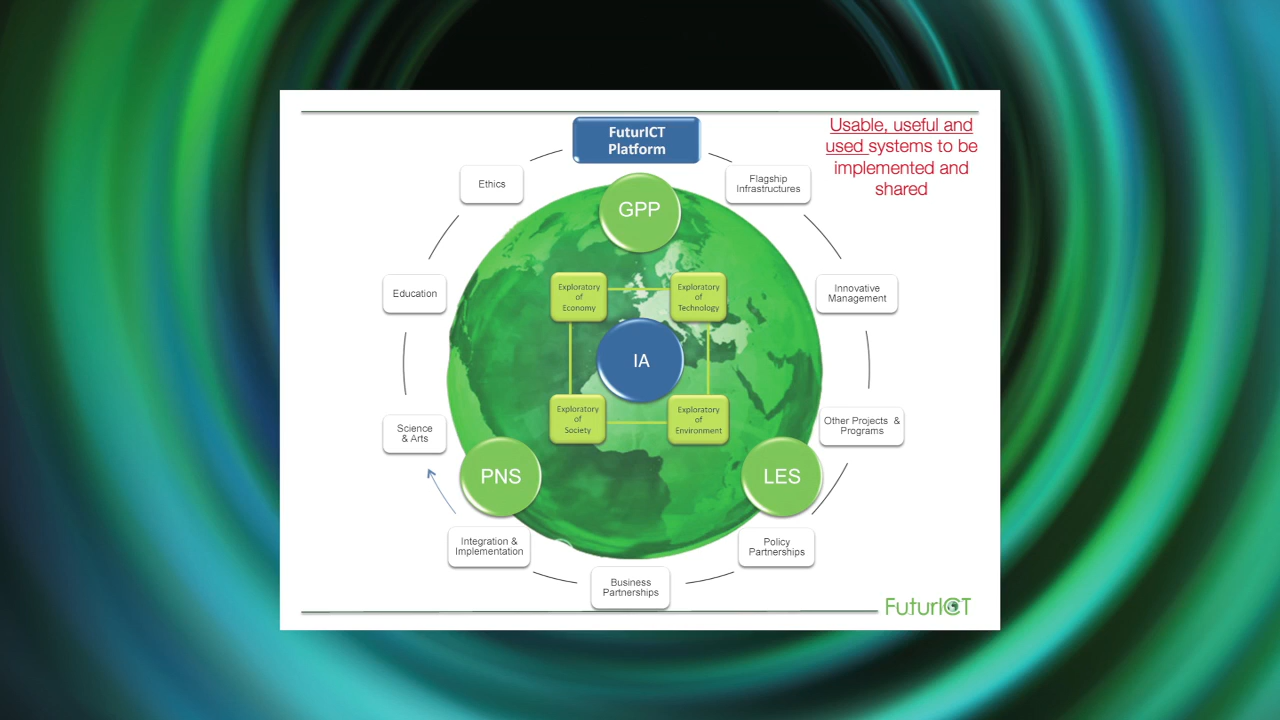 FuturICT
Platform
Usable, useful and
used systems to be
implemented and
shared
Ethics
Flagship
Infrastructures
GPP
Education
Innovative
Management
Exploratory
of
Economy
Exploratory
of
Technology
IA
Exploratory
of
Society
Exploratory
of
Environment
Science
& Arts
Other Projects &
Programs
PNS
LES
Integration &
Implementation
Policy
Partnerships
Business
Partnerships
FuturICT